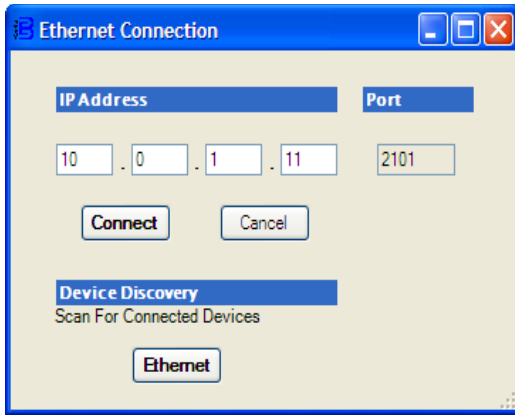 Ethernet Connection
IP Address Port
10 . 0 . 1 . 11 2101
Connect Cancel
Device Discovery
Scan For Connected Devices
Ethernet